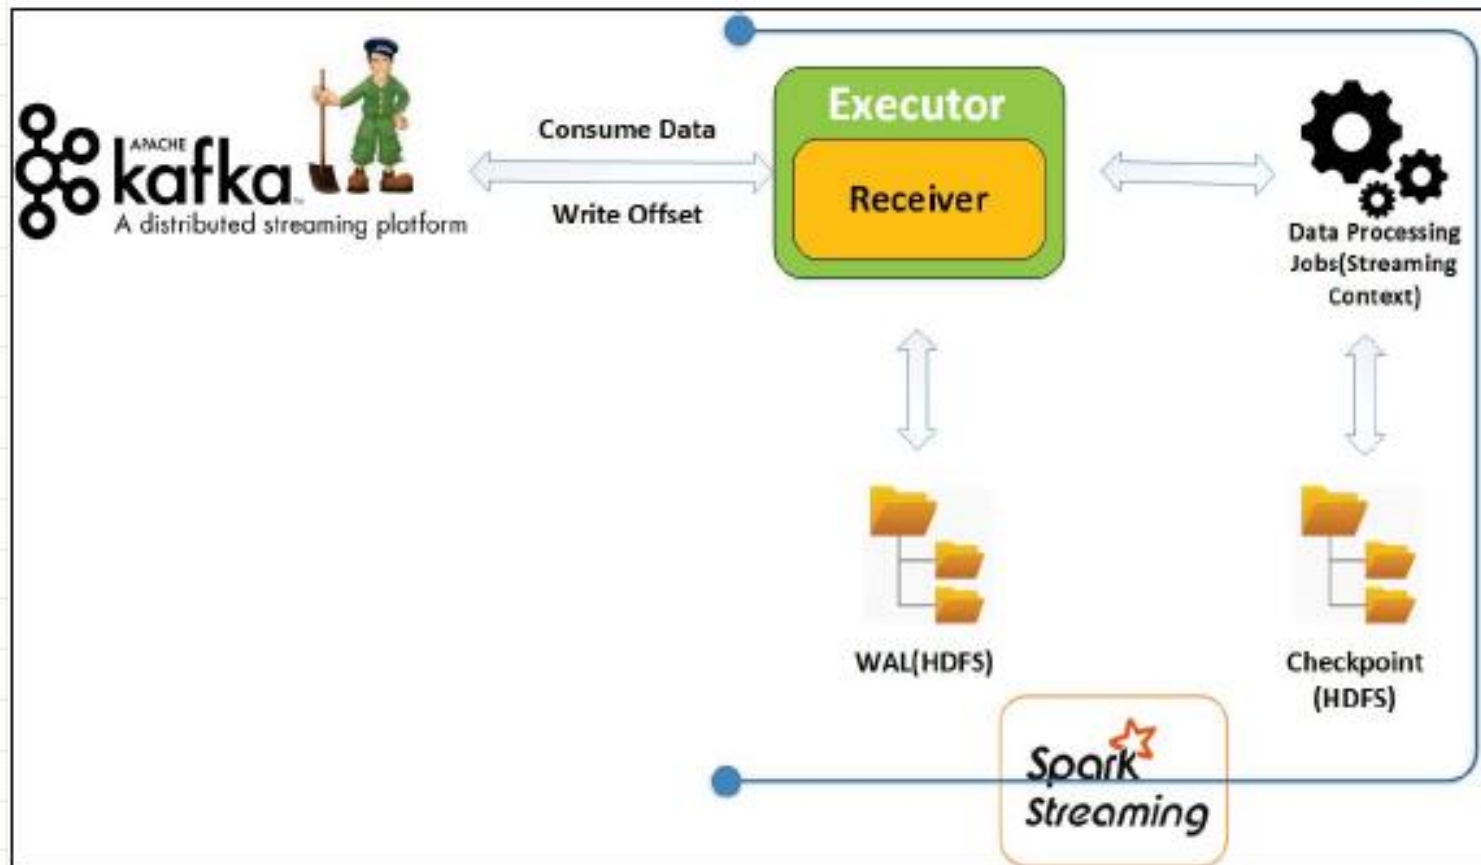 APACHE
kafka
A distributed streaming platform
Consume Data
Write Offset
Executor
Receiver
Data Processing
Jobs(Streaming
Context)
WAL(HDFS)
Checkpoint
(HDFS)
Spark
Streaming